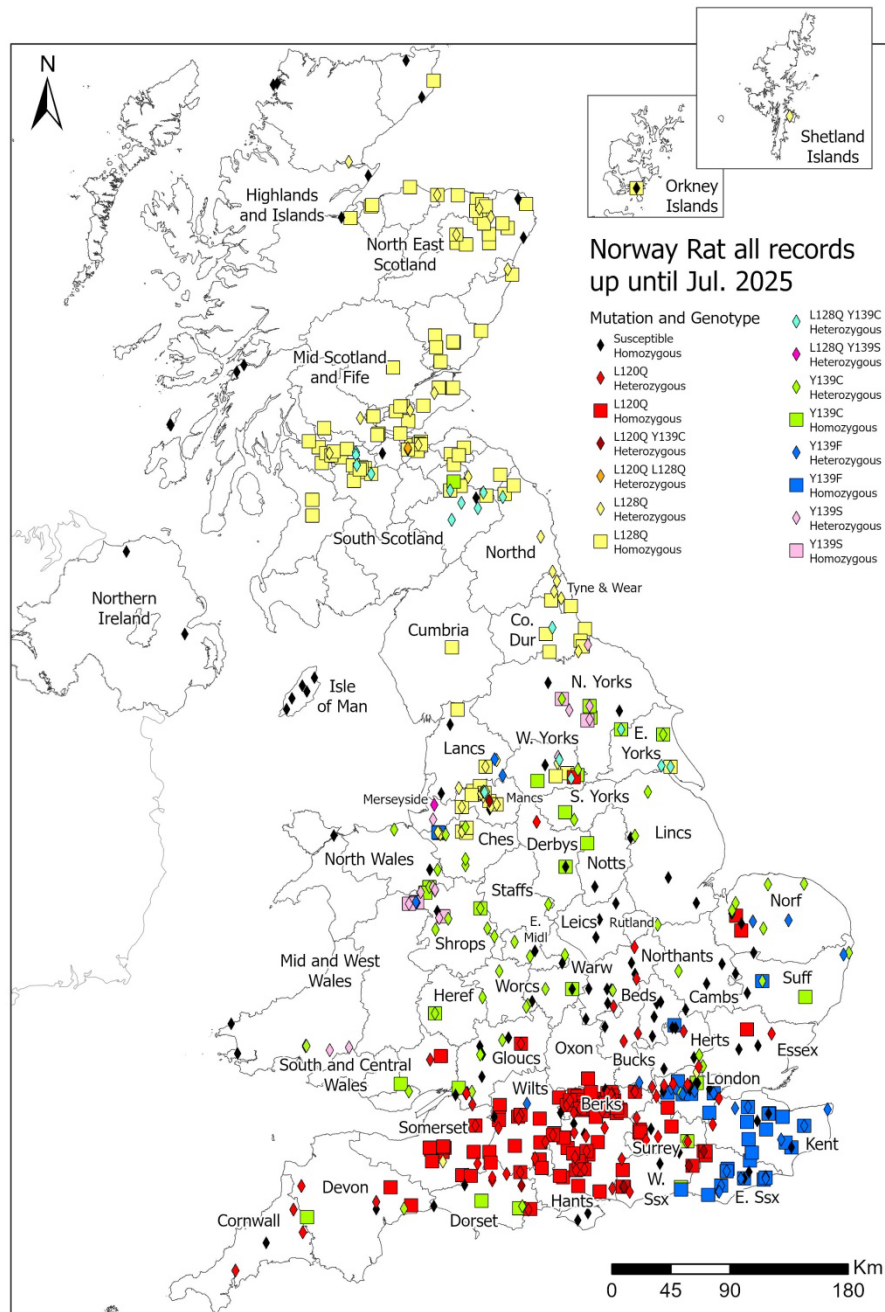 N
Shetland
Islands
Orkney
Islands
Highlands
and Islands
North East
Scotland
Norway Rat all records
up until Jul. 2025
Mutation and Genotype
Susceptible
Homozygous
L120Q
Heterozygous
L120Q
Homozygous
L120Q Y139C
Heterozygous
L120Q L128Q
Heterozygous
L128Q
Heterozygous
L128Q
Homozygous
L128Q Y139C
Heterozygous
L128Q Y139S
Heterozygous
Y139C
Heterozygous
Y139C
Homozygous
Y139F
Heterozygous
Y139F
Homozygous
Y139S
Heterozygous
Y139S
Homozygous
Mid Scotland
and Fife
South Scotland
Northd
Tyne & Wear
Northern
Ireland
Cumbria
Co.
Dur
Isle
of Man
N. Yorks
Lancs
W. Yorks
E.
Yorks
Merseyside
Mancs
S. Yorks
Lincs
North Wales
Ches
Derbys
Notts
Staffs
Norf
E.
Midl
Leics
Rutland
Shrops
Mid and West
Wales
Northants
Warw
Suff
Heref
Worcs
Beds
Cambs
Gloucs
Oxon
Bucks
Herts
Essex
South and Central
Wales
London
Wilts
Berks
Somerset
Surrey
Kent
W.
Ssx
E. Ssx
Devon
Hants
Cornwall
Dorset
Km
0 45 90 180